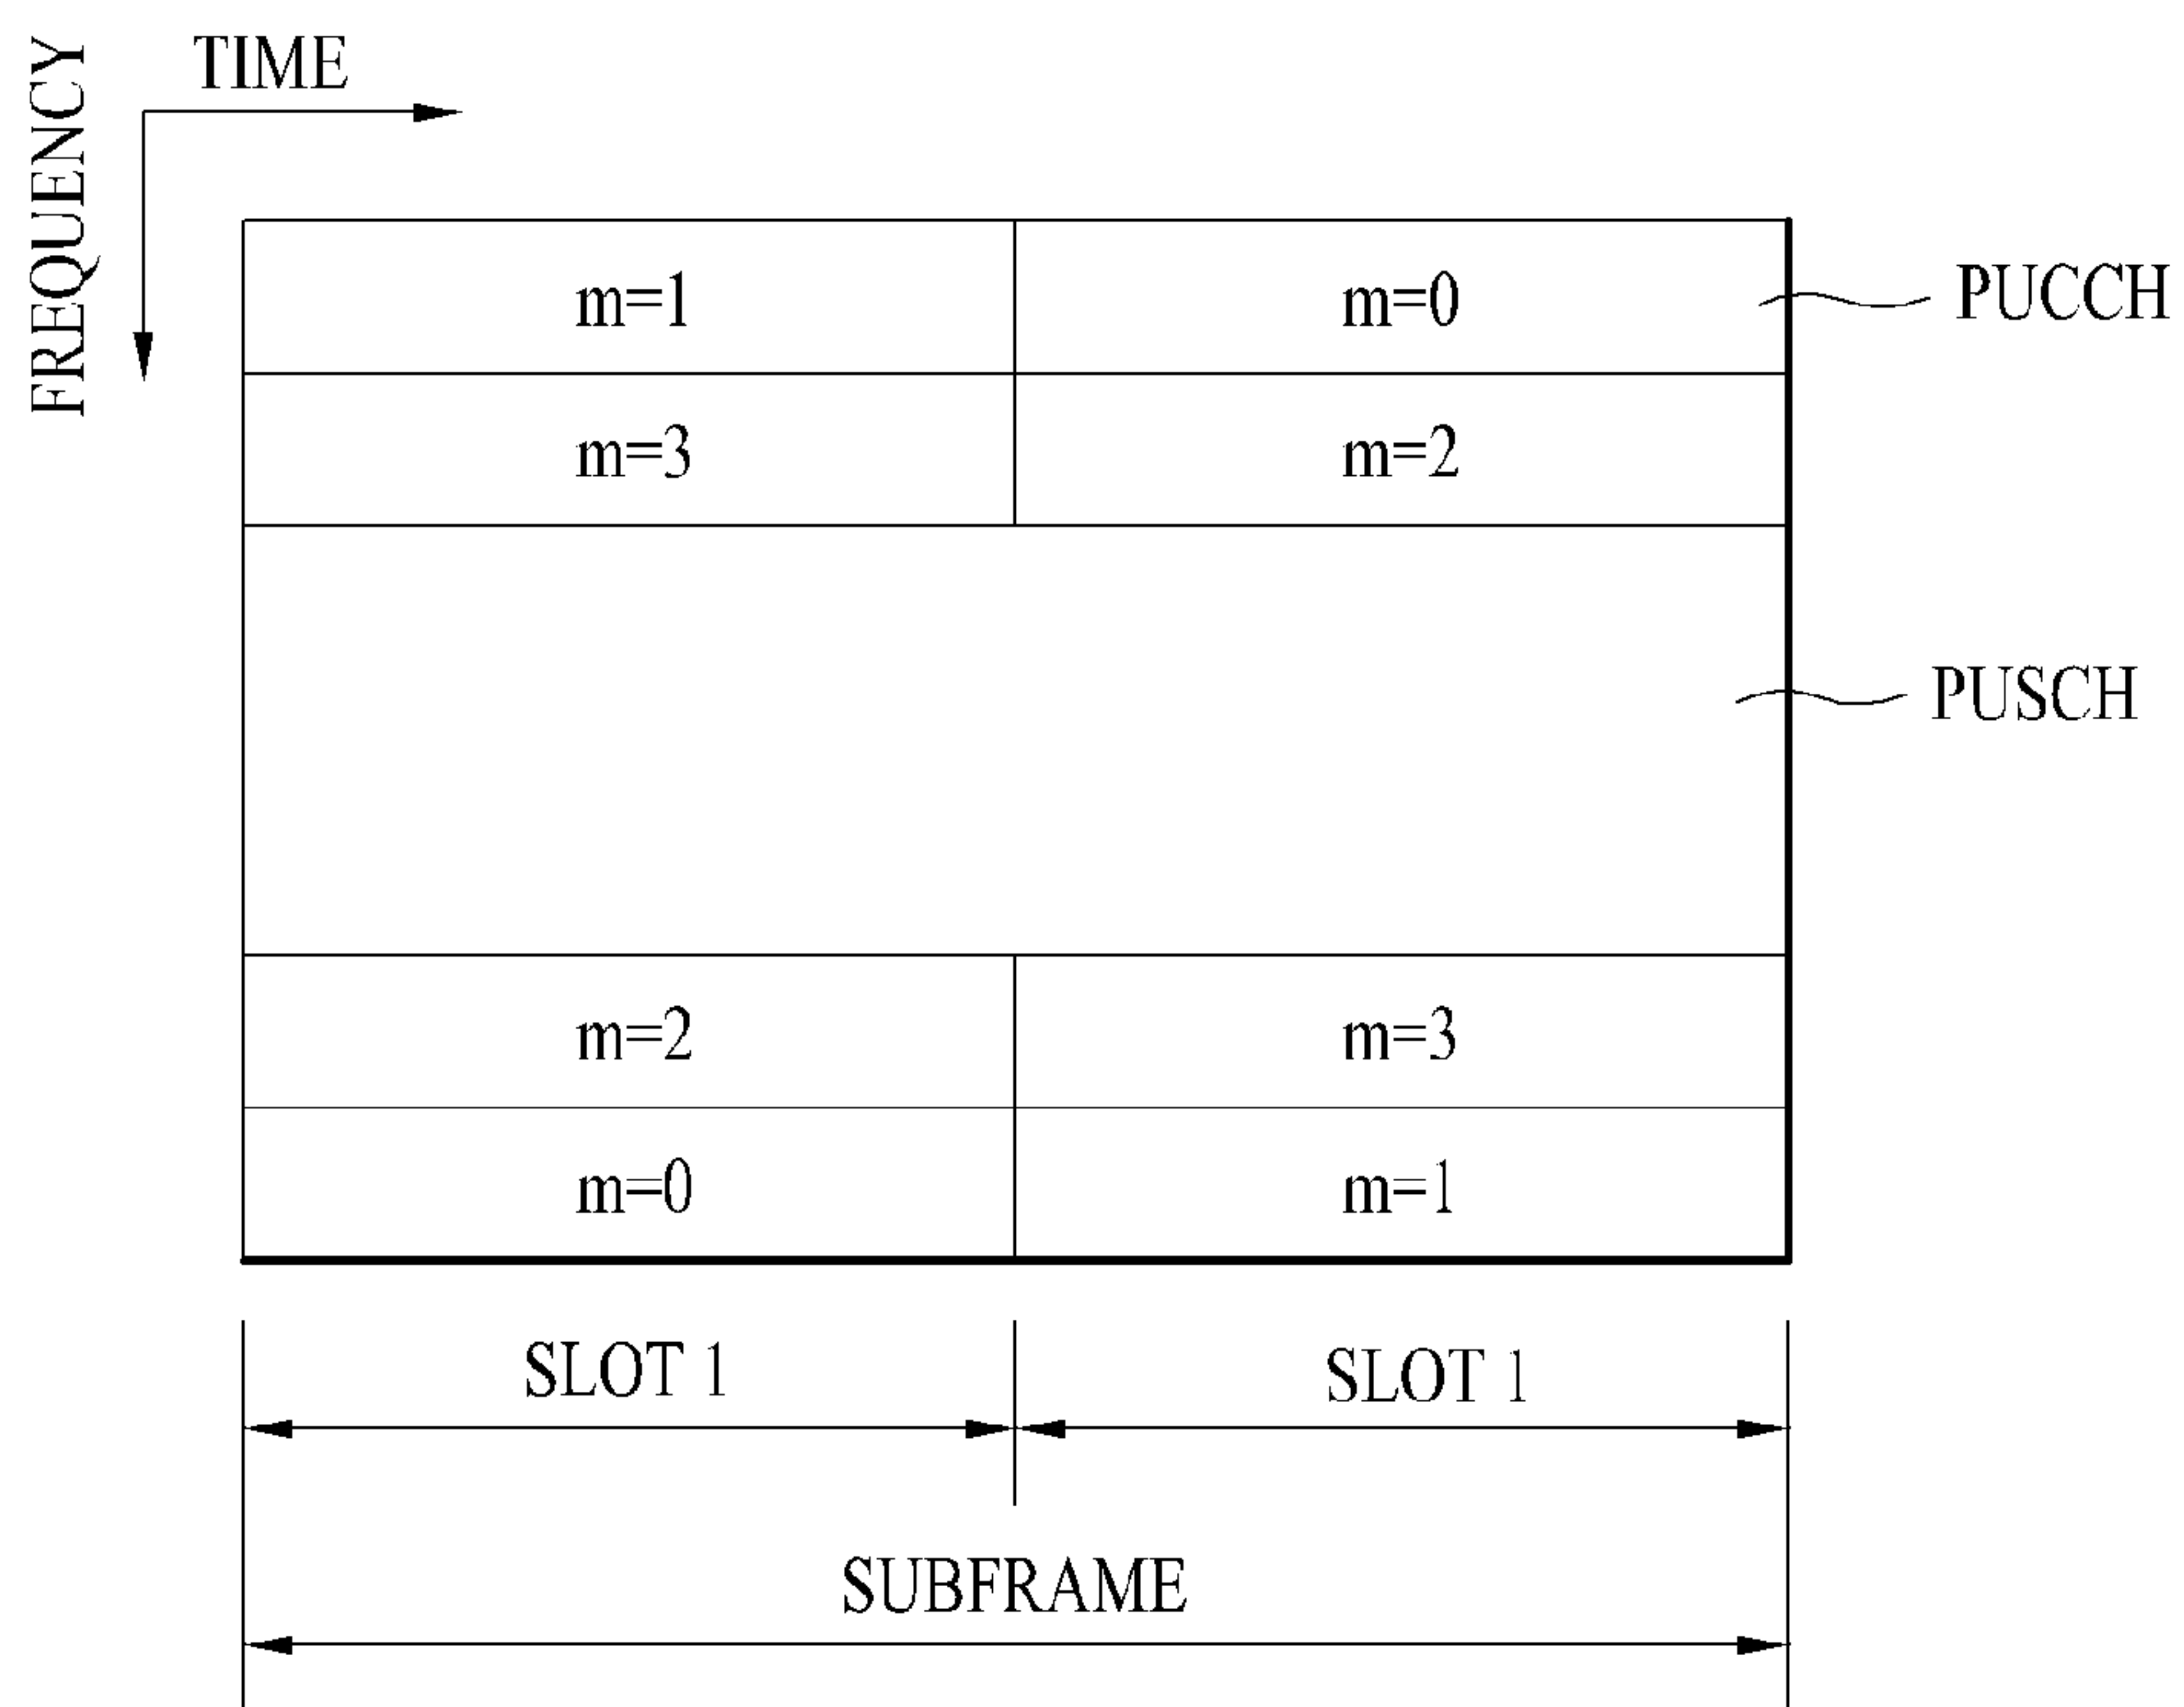 TIME
FREQUENCY
m=1
m=0
PUCCH
m=3
m=2
PUSCH
m=2
m=3
m=0
m=1
SLOT 1
SLOT 1
SUBFRAME